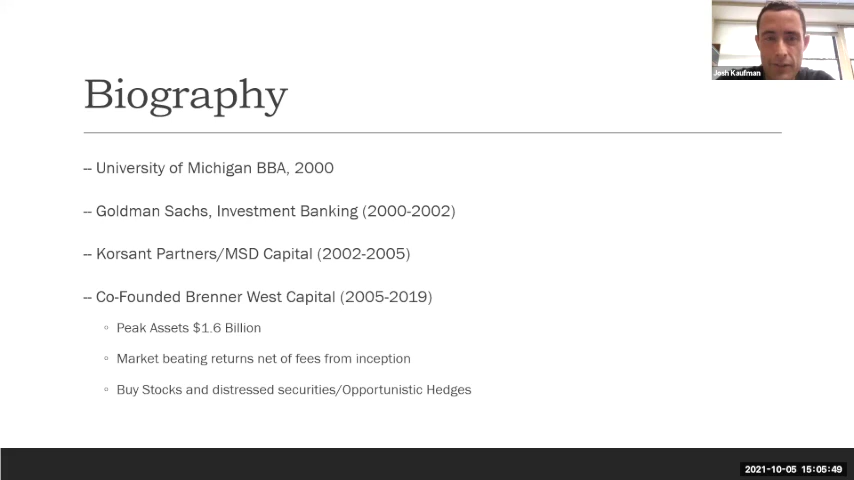 Josh Kaufman
Biography
-- University of Michigan BBA, 2000
-- Goldman Sachs, Investment Banking (2000-2002)
-- Korsant Partners/MSD Capital (2002-2005)
-- Co-Founded Brenner West Capital (2005-2019)
◦ Peak Assets $1.6 Billion
◦ Market beating returns net of fees from inception
◦ Buy Stocks and distressed securities/Opportunistic Hedges
2021-10-05 15:05:49